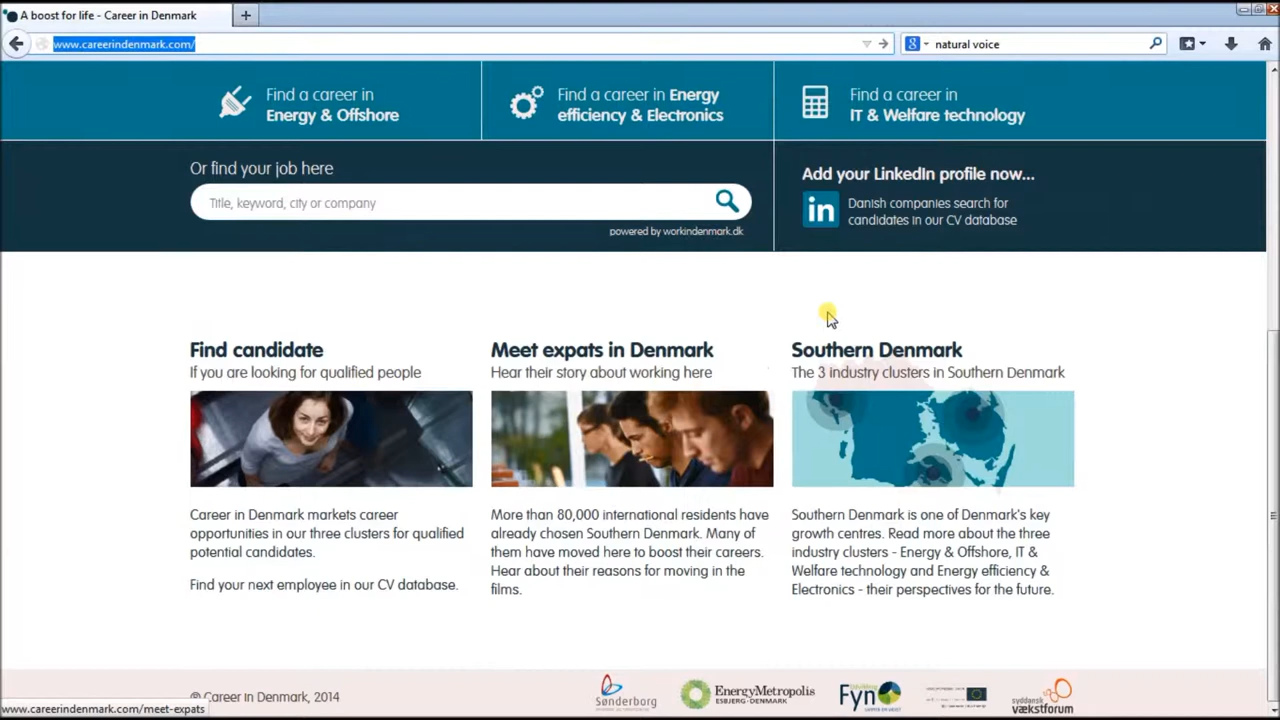 A boost for life - Career in Denmark
www.careerindenmark.com/
natural voice
Find a career in
Energy & Offshore
Find a career in Energy
efficiency & Electronics
Find a career in
IT & Welfare technology
Or find your job here
Title, keyword, city or company
powered by workindenmark.dk
Add your LinkedIn profile now...
in
Danish companies search for
candidates in our CV database
Find candidate
If you are looking for qualified people
Career in Denmark markets career
opportunities in our three clusters for qualified
potential candidates.
Find your next employee in our CV database.
Meet expats in Denmark
Hear their story about working here
More than 80,000 international residents have
already chosen Southern Denmark. Many of
them have moved here to boost their careers.
Hear about their reasons for moving in the
films.
Southern Denmark
The 3 industry clusters in Southern Denmark
Southern Denmark is one of Denmark's key
growth centres. Read more about the three
industry clusters - Energy & Offshore, IT &
Welfare technology and Energy efficiency &
Electronics - their perspectives for the future.
© Career in Denmark, 2014
Sønderborg
EnergyMetropolis
ESBJERG · DENMARK
Fyn
syddansk
vækstforum
www.careerindenmark.com/meet-expats